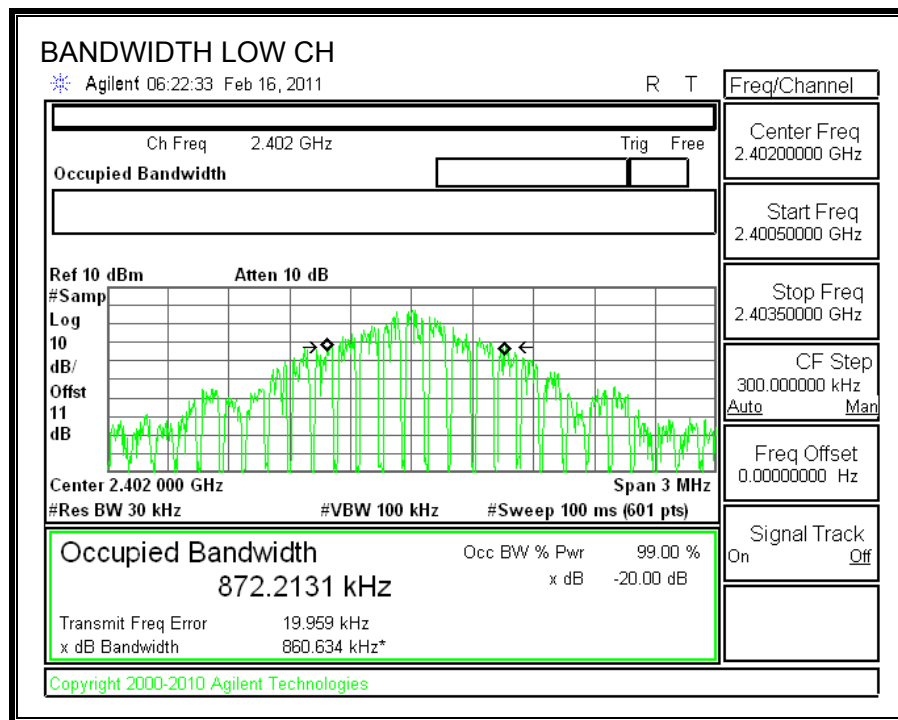 BANDWIDTH LOW CH
Agilent 06:22:33 Feb 16, 2011 R T
Freq/Channel
Ch Freq 2.402 GHz Trig Free
Occupied Bandwidth
Center Freq
2.40200000 GHz
Start Freq
2.40050000 GHz
Stop Freq
2.40350000 GHz
CF Step
300.000000 kHz
Auto Man
Freq Offset
0.00000000 Hz
Signal Track
On Off
Ref 10 dBm Atten 10 dB
#Samp
Log
10
dB/
Offst
11
dB
Center 2.402 000 GHz Span 3 MHz
#Res BW 30 kHz #VBW 100 kHz #Sweep 100 ms (601 pts)
Occupied Bandwidth Occ BW % Pwr 99.00 %
872.2131 kHz x dB -20.00 dB
Transmit Freq Error 19.959 kHz
x dB Bandwidth 860.634 kHz*
Copyright 2000-2010 Agilent Technologies